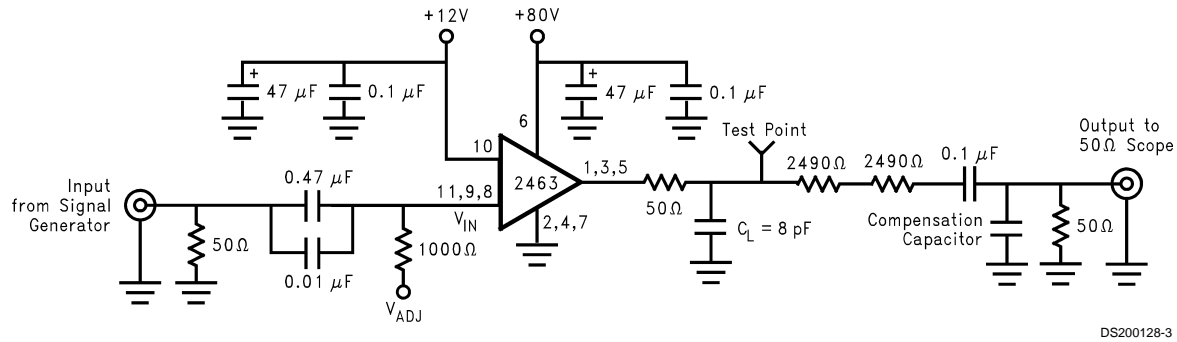 +12V
+80V
+
47 μF
0.1 μF
+
47 μF
0.1 μF
6
10
2463
1,3,5
11,9,8
V_IN
2,4,7
Input
from Signal
Generator
50Ω
0.47 μF
0.01 μF
1000Ω
V_ADJ
50Ω
C_L = 8 pF
Test Point
2490Ω
2490Ω
0.1 μF
Compensation
Capacitor
50Ω
Output to
50Ω Scope
DS200128-3